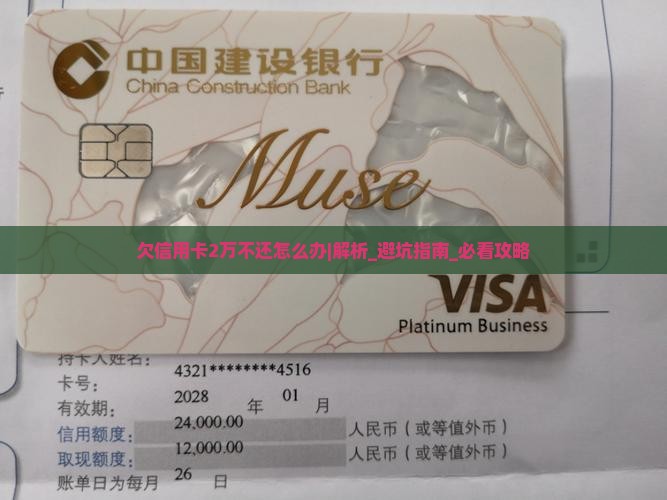 中国建设银行
China Construction Bank
Muse
欠信用卡2万不还怎么办|解析_避坑指南_必看攻略
VISA
Platinum Business
持卡人姓名:
卡号: 4321********4516
有效期: 2028 年 01 月
信用额度: 24,000.00 人民币（或等值外币）
取现额度: 12,000.00 人民币（或等值外币）
账单日为每月 26 日